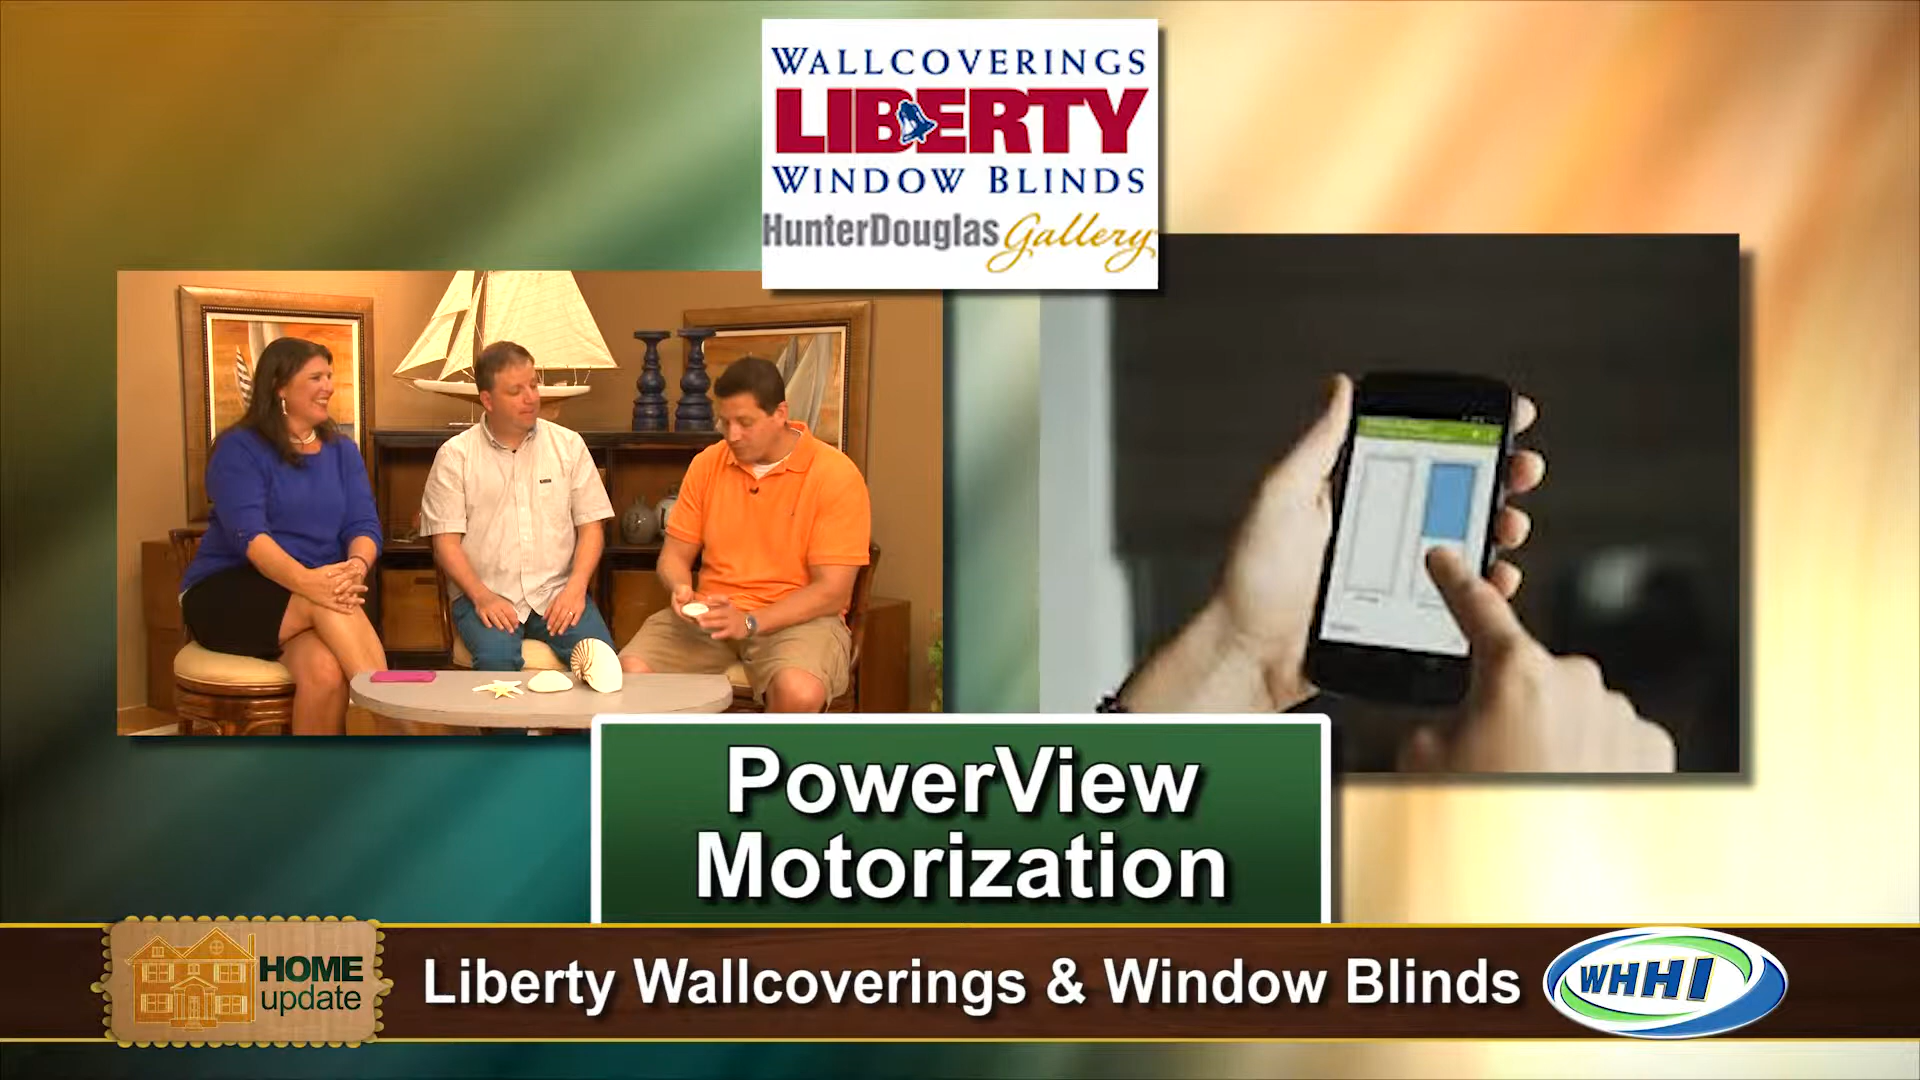 WALLCOVERINGS
LIBERTY
WINDOW BLINDS
HunterDouglas Gallery
PowerView
Motorization
HOME
update
Liberty Wallcoverings & Window Blinds
WHHI